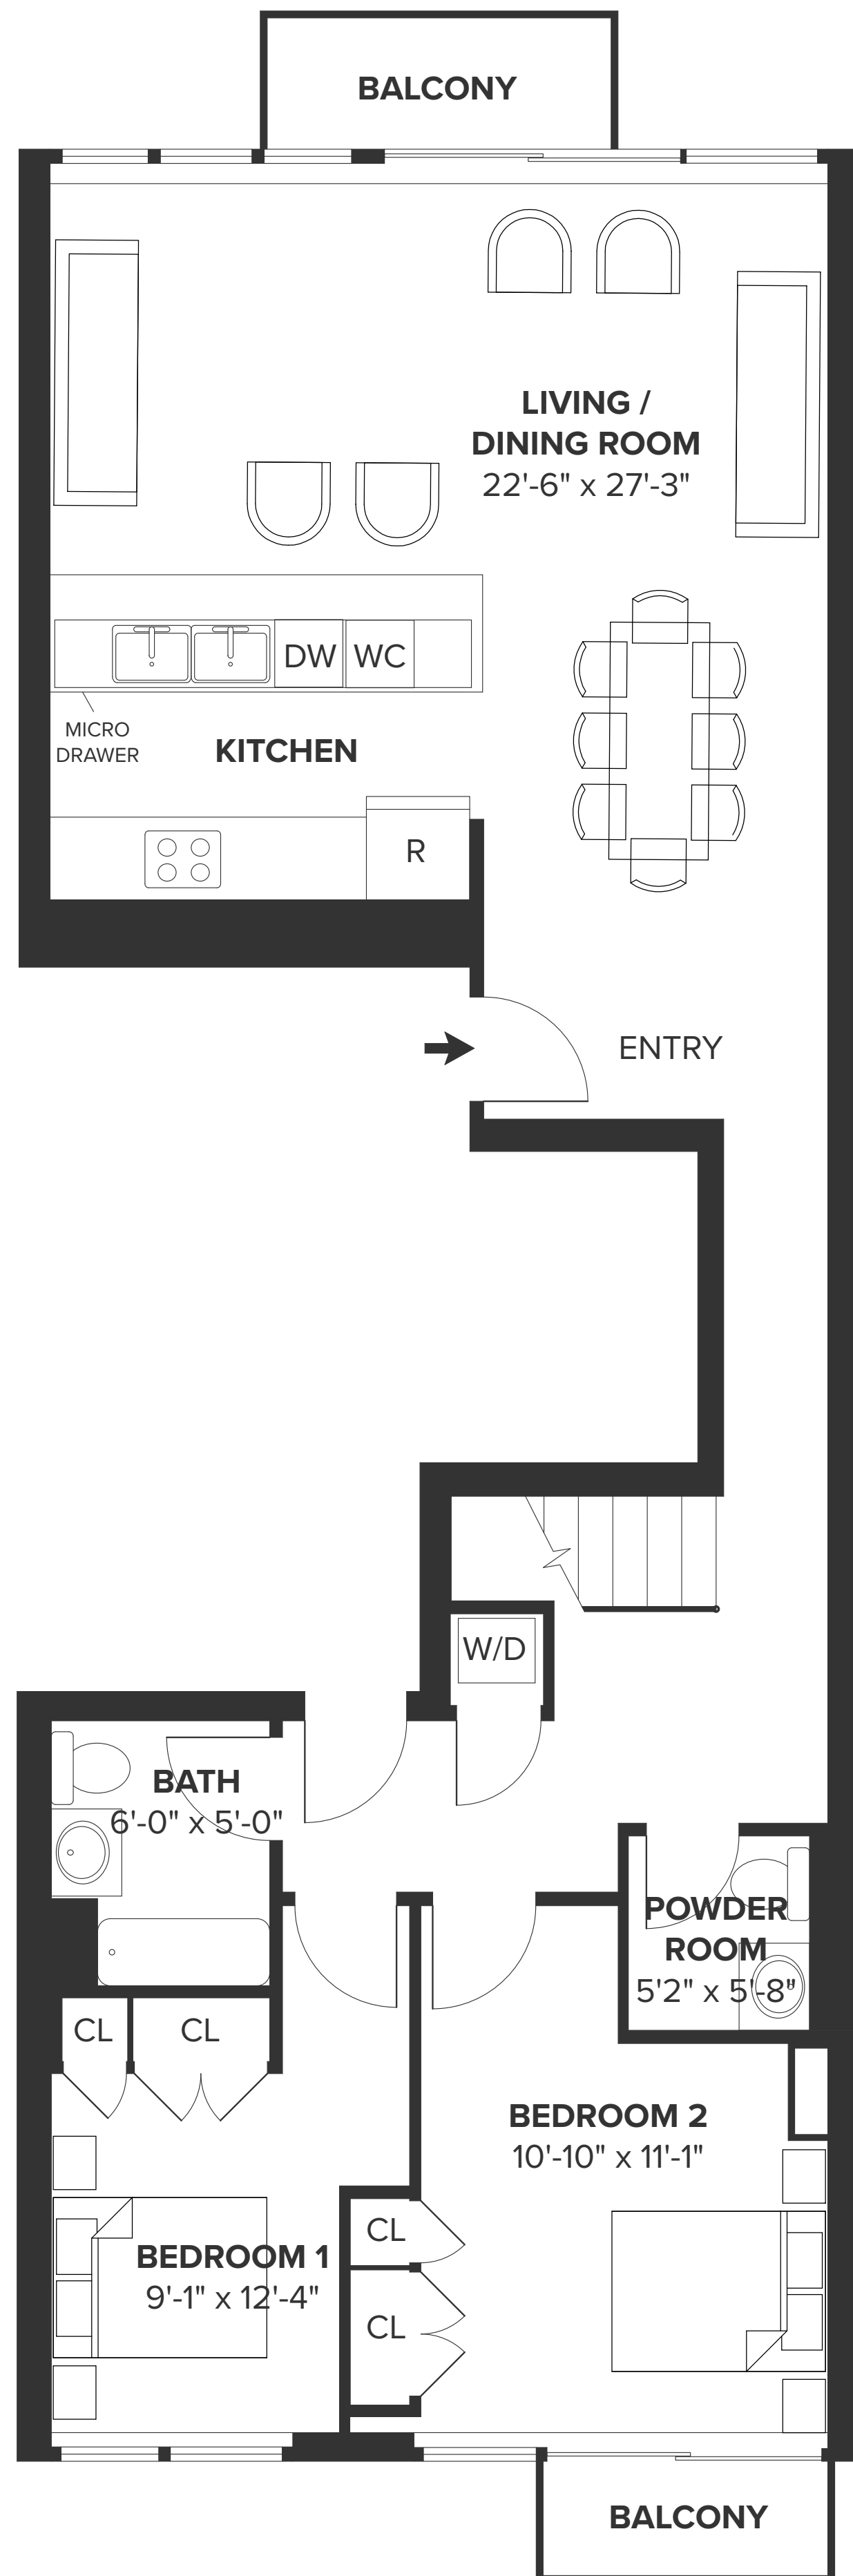 BALCONY
LIVING /
DINING ROOM
22'-6" x 27'-3"
DW
WC
MICRO
DRAWER
KITCHEN
R
ENTRY
W/D
BATH
6'-0" x 5'-0"
POWDER
ROOM
5'2" x 5'-8"
CL
CL
BEDROOM 2
10'-10" x 11'-1"
CL
BEDROOM 1
9'-1" x 12'-4"
CL
BALCONY